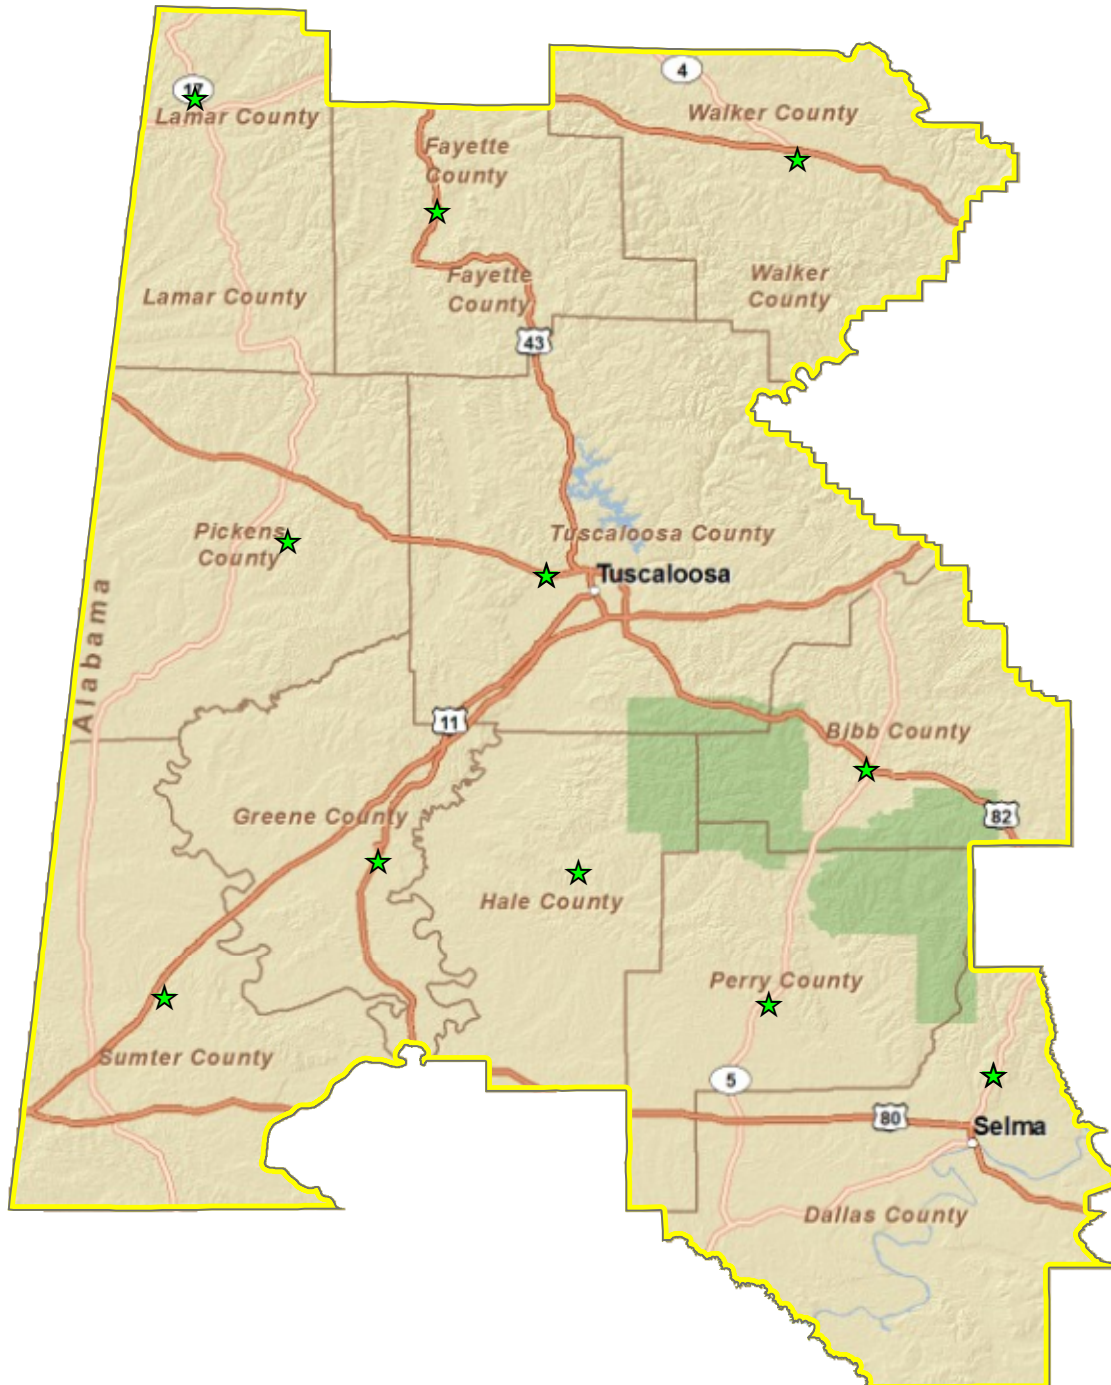 4
17
Lamar County
Walker County
Fayette
County
Walker
County
Fayette
County
Lamar County
43
Pickens
County
Tuscaloosa County
Tuscaloosa
Alabama
11
Bibb County
82
Greene County
Hale County
Perry County
Sumter County
5
80
Selma
Dallas County